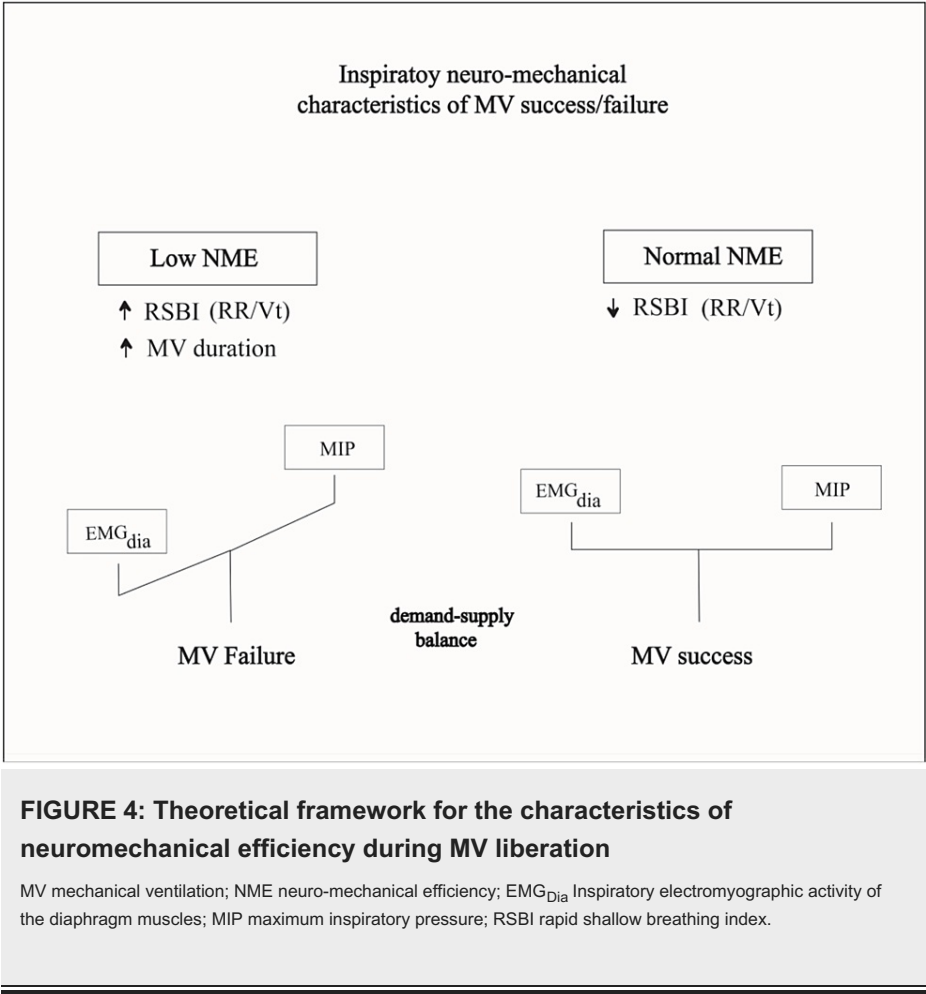 Inspiratoy neuro-mechanical
characteristics of MV success/failure
Low NME
↑ RSBI (RR/Vt)
↑ MV duration
Normal NME
↓ RSBI (RR/Vt)
MIP
EMGdia
MV Failure
EMGdia
MIP
MV success
demand-supply
balance
FIGURE 4: Theoretical framework for the characteristics of
neuromechanical efficiency during MV liberation
MV mechanical ventilation; NME neuro-mechanical efficiency; EMGDia Inspiratory electromyographic activity of
the diaphragm muscles; MIP maximum inspiratory pressure; RSBI rapid shallow breathing index.